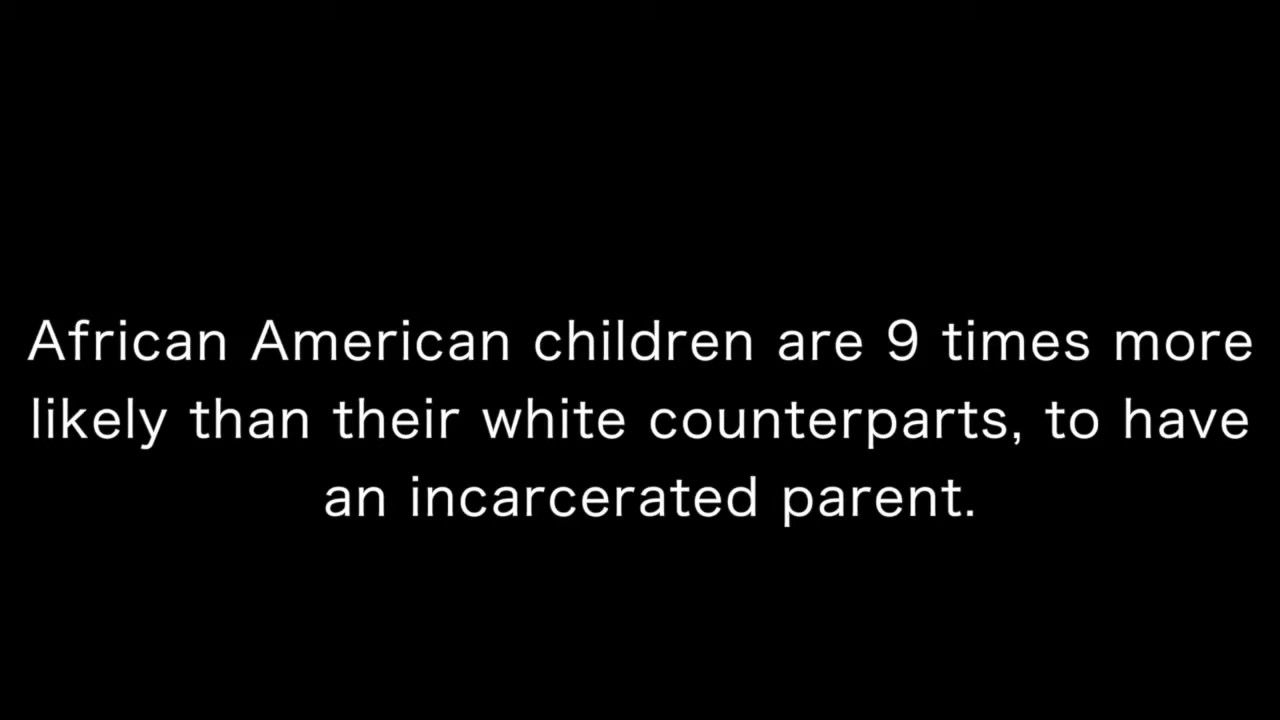 African American children are 9 times more
likely than their white counterparts, to have
an incarcerated parent.